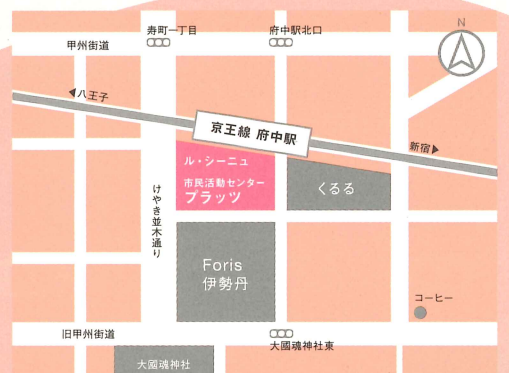 N
寿町一丁目
府中駅北口
甲州街道
八王子
京王線 府中駅
新宿
ル・シーニュ
市民活動センター
プラッツ
くるる
けやき並木通り
Foris
伊勢丹
コーヒー
旧甲州街道
大國魂神社東
大國魂神社